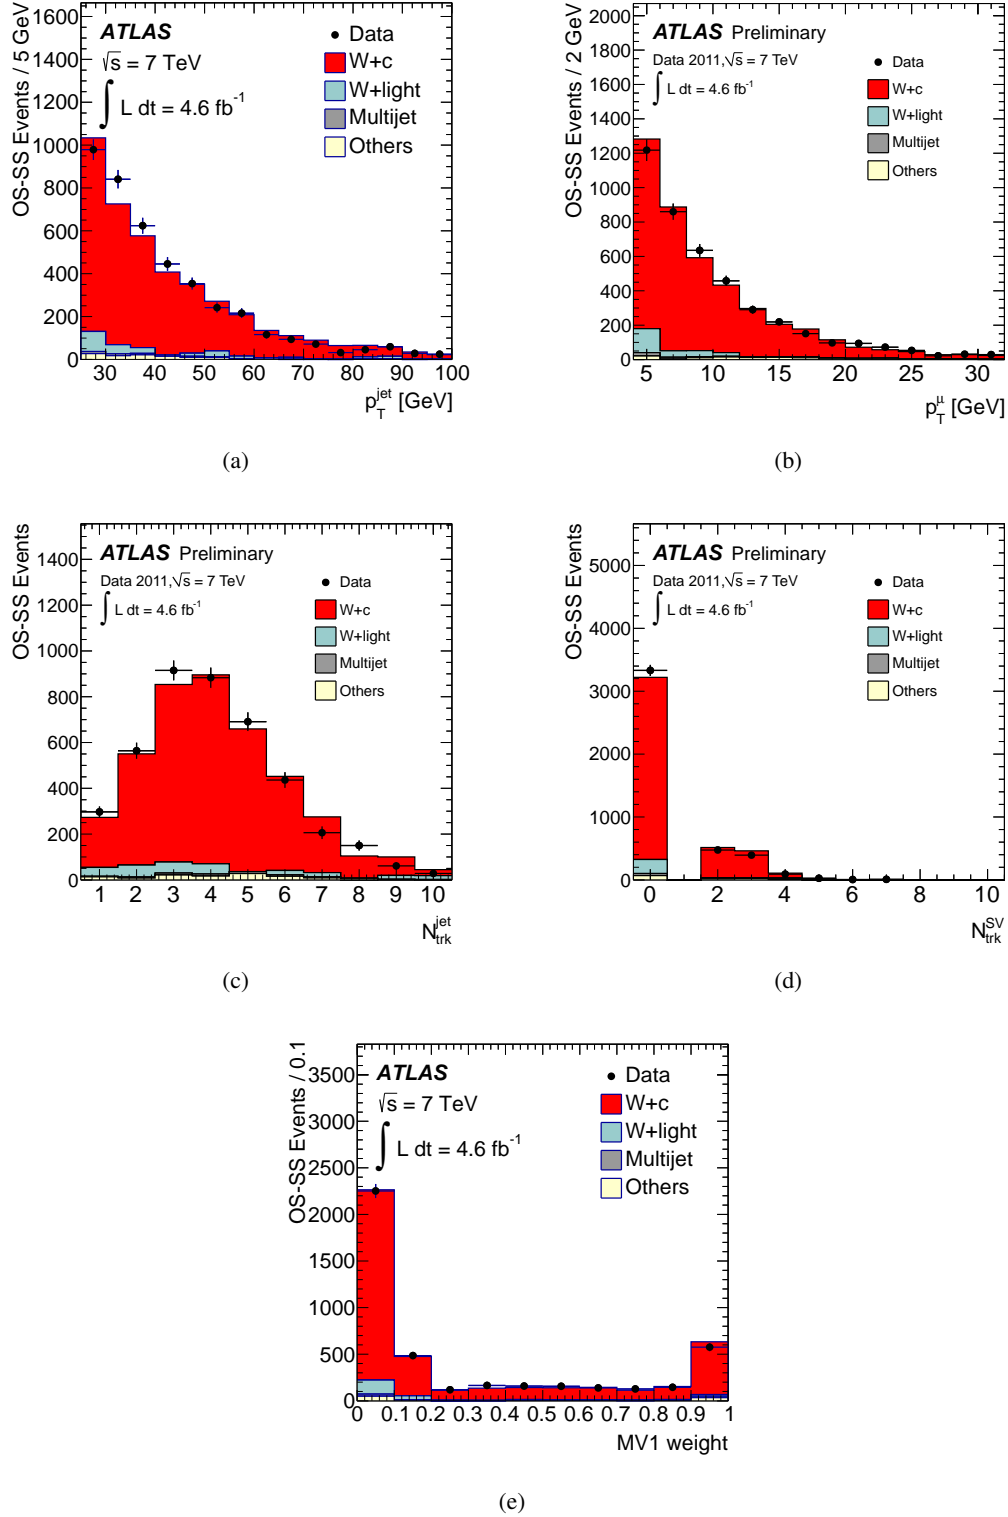 OS-SS Events / 5 GeV
1600
1400
1200
1000
800
600
400
200
0
ATLAS
√s = 7 TeV
∫ L dt = 4.6 fb⁻¹
Data
W+c
W+light
Multijet
Others
30 40 50 60 70 80 90 100
p_T^jet [GeV]
(a)
OS-SS Events / 2 GeV
2000
1800
1600
1400
1200
1000
800
600
400
200
0
ATLAS Preliminary
Data 2011, √s = 7 TeV
∫ L dt = 4.6 fb⁻¹
Data
W+c
W+light
Multijet
Others
5 10 15 20 25 30
p_T^μ [GeV]
(b)
OS-SS Events
1400
1200
1000
800
600
400
200
0
ATLAS Preliminary
Data 2011, √s = 7 TeV
∫ L dt = 4.6 fb⁻¹
Data
W+c
W+light
Multijet
Others
1 2 3 4 5 6 7 8 9 10
N_trk^jet
(c)
OS-SS Events
5000
4000
3000
2000
1000
0
ATLAS Preliminary
Data 2011, √s = 7 TeV
∫ L dt = 4.6 fb⁻¹
Data
W+c
W+light
Multijet
Others
0 2 4 6 8 10
N_trk^SV
(d)
OS-SS Events / 0.1
3500
3000
2500
2000
1500
1000
500
0
ATLAS
√s = 7 TeV
∫ L dt = 4.6 fb⁻¹
Data
W+c
W+light
Multijet
Others
0 0.1 0.2 0.3 0.4 0.5 0.6 0.7 0.8 0.9 1
MV1 weight
(e)